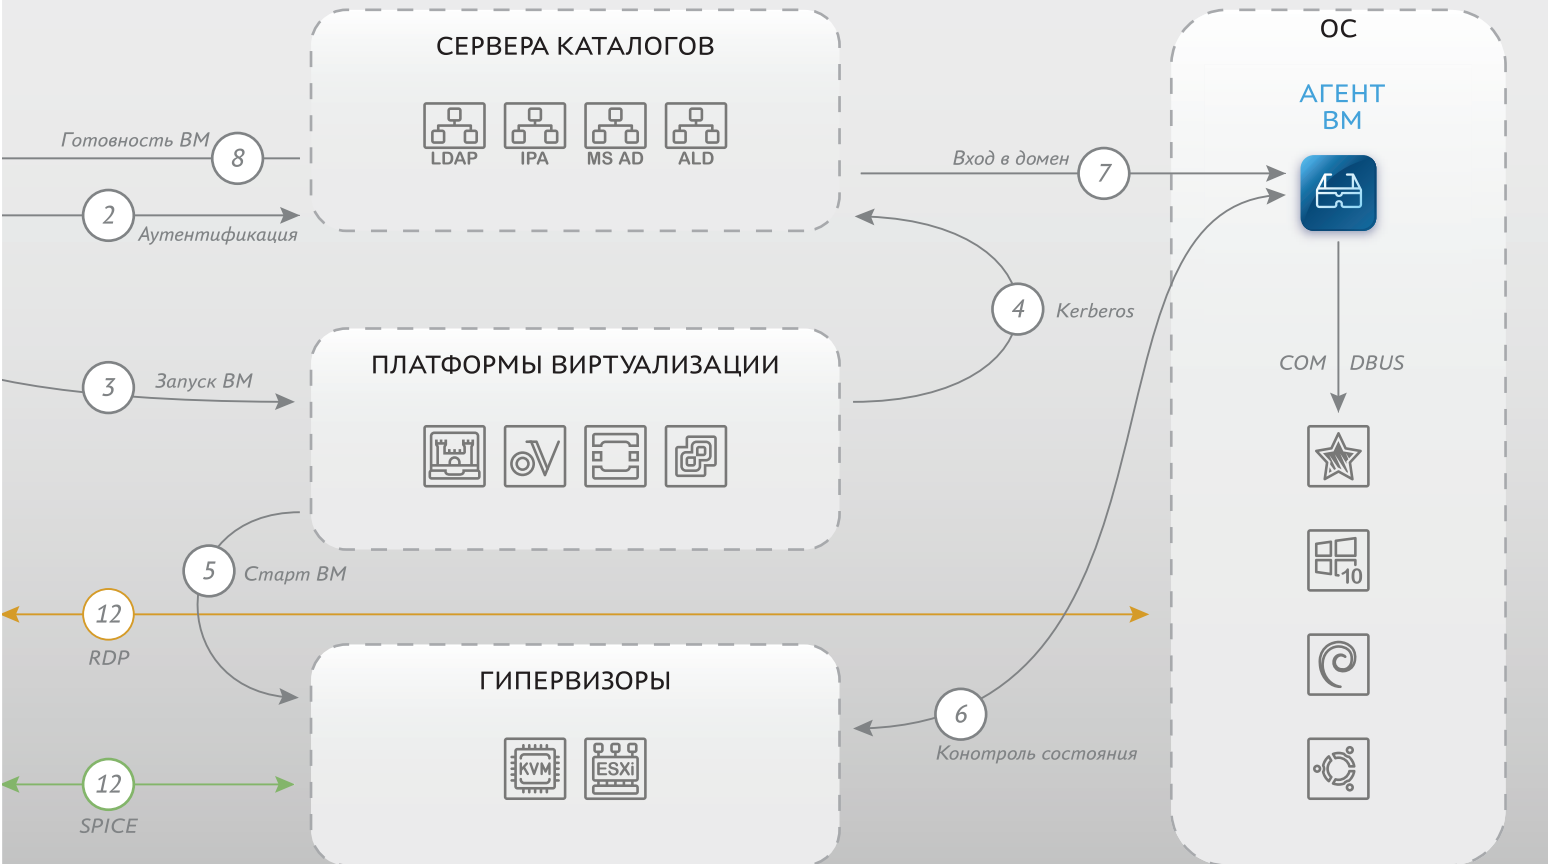 СЕРВЕРА КАТАЛОГОВ
LDAP
IPA
MS AD
ALD
Готовность ВМ
8
2
Аутентификация
Вход в домен
7
ОС
АГЕНТ
ВМ
4
Kerberos
ПЛАТФОРМЫ ВИРТУАЛИЗАЦИИ
3
Запуск ВМ
oV
COM
DBUS
5
Старт ВМ
10
12
RDP
ГИПЕРВИЗОРЫ
KVM
ESXi
6
Конотроль состояния
12
SPICE